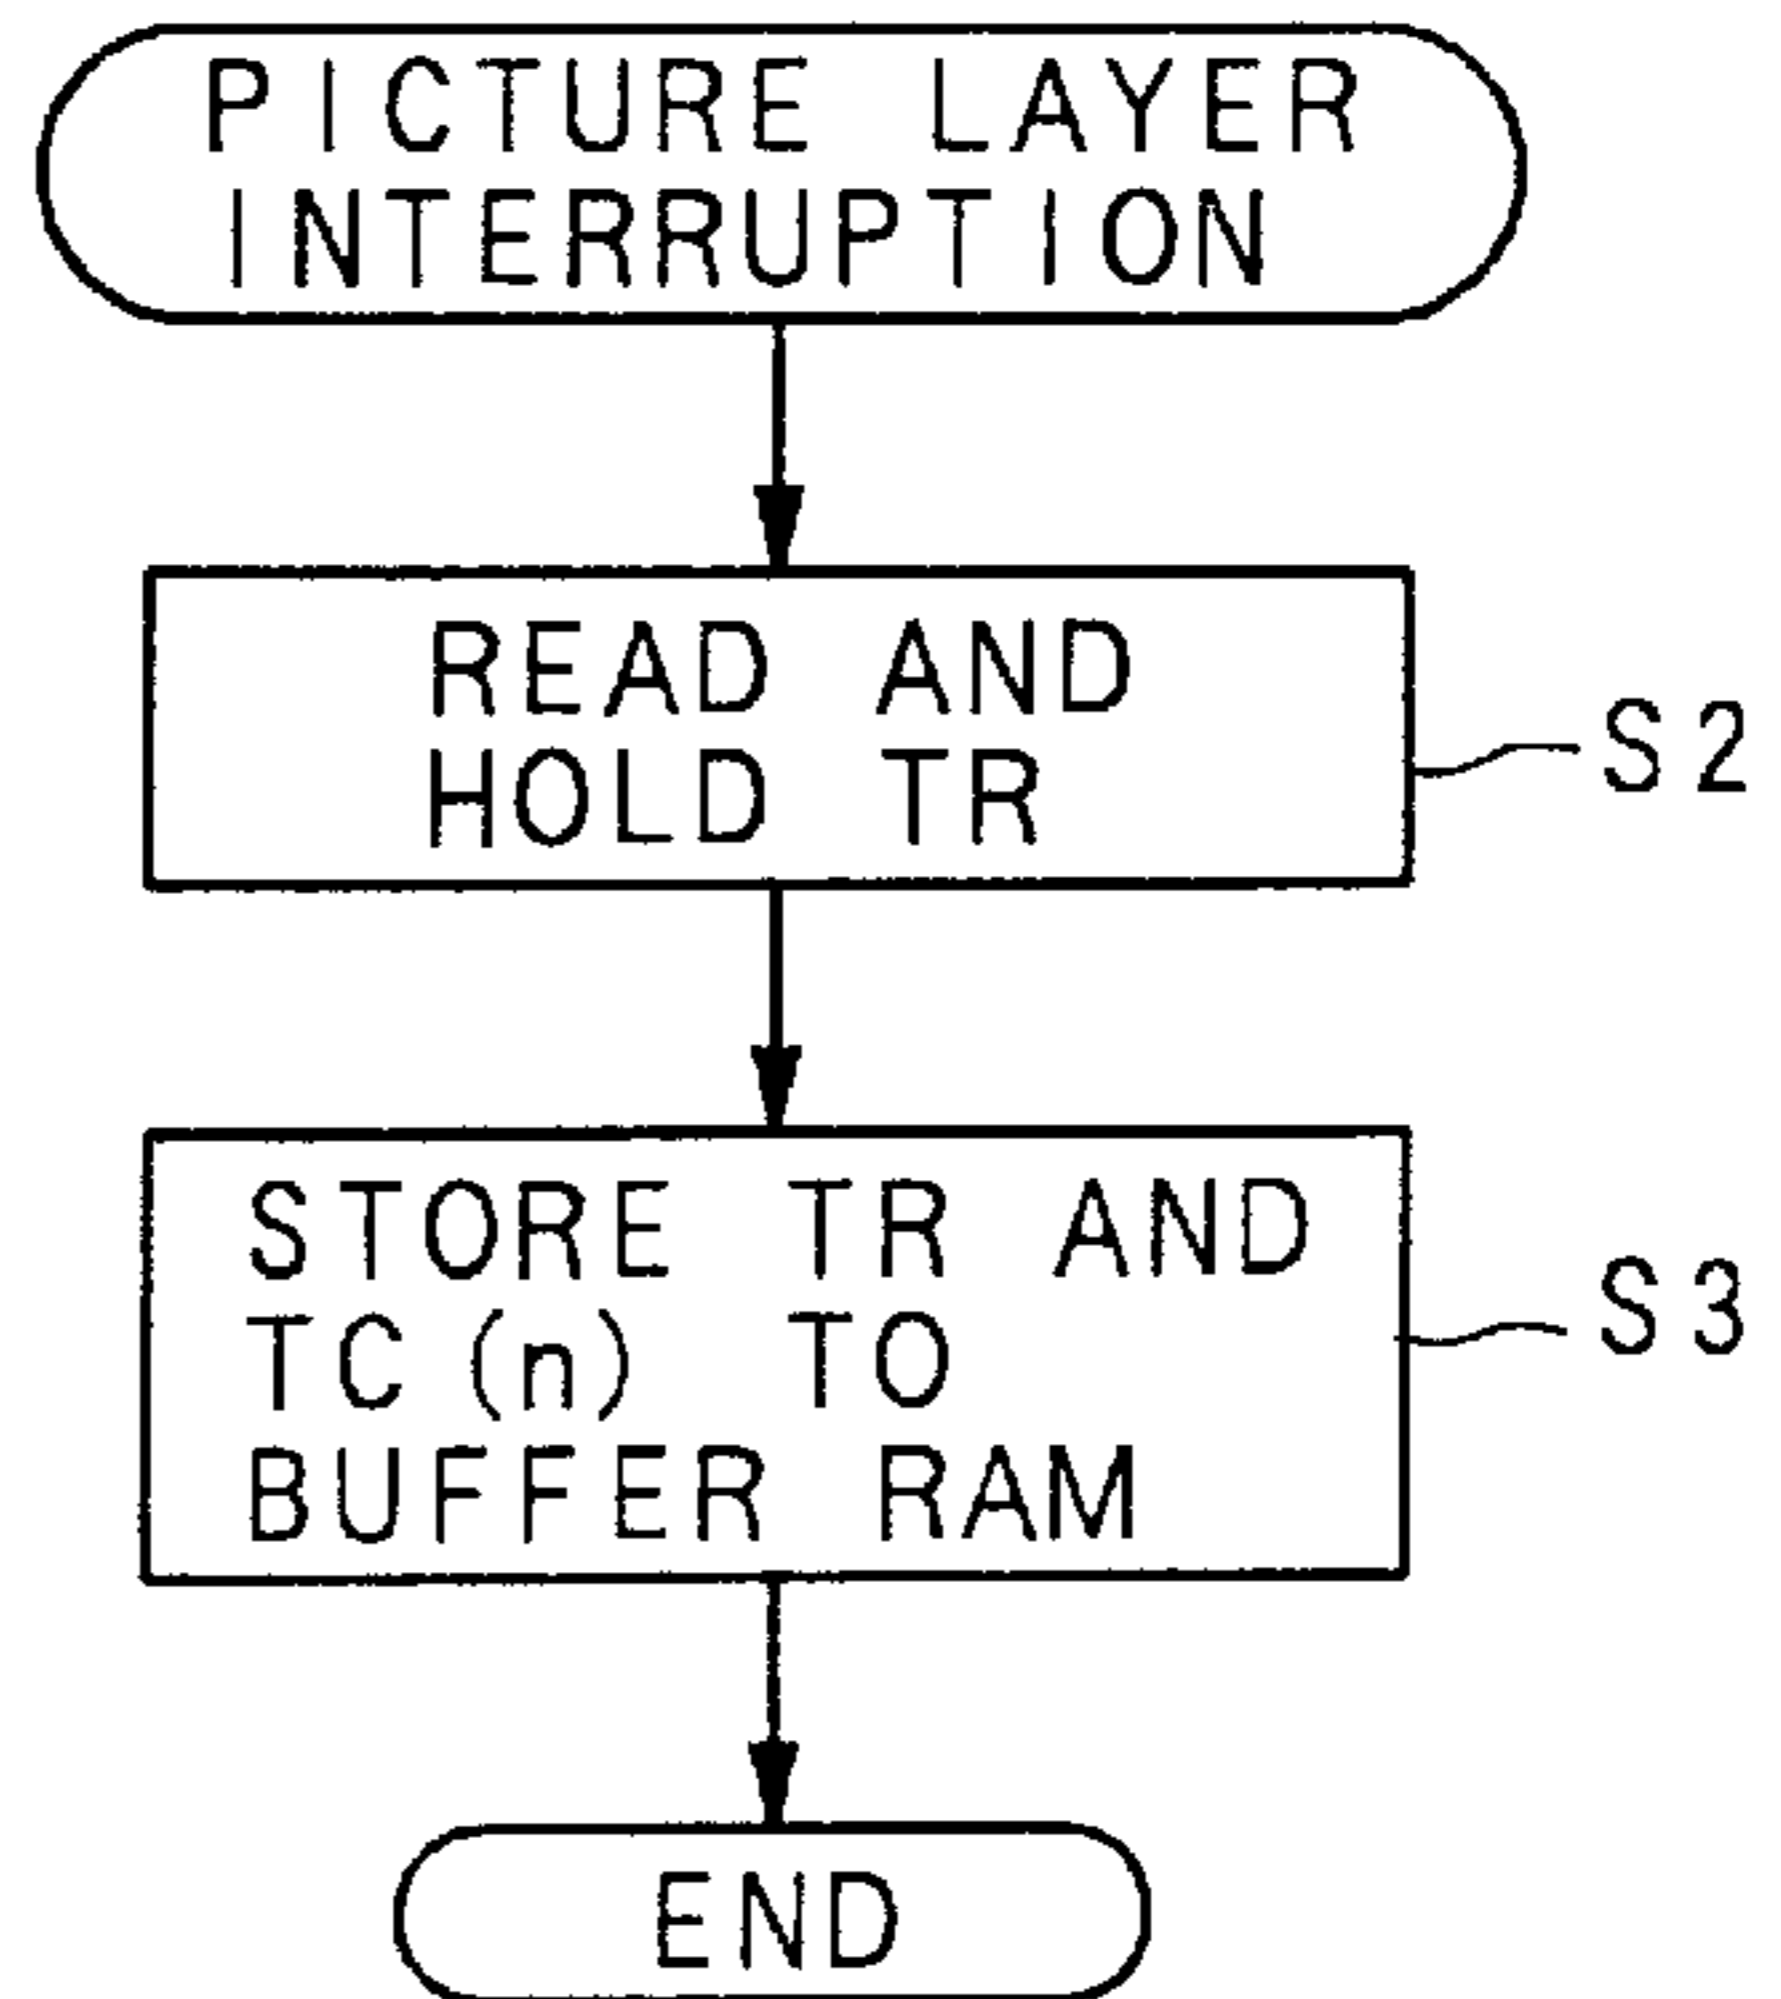 PICTURE LAYER
INTERRUPTION
READ AND
HOLD TR
S2
STORE TR AND
TC(n) TO
BUFFER RAM
S3
END